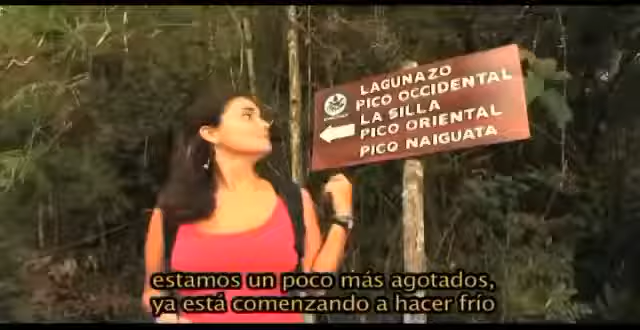 LAGUNAZO
PICO OCCIDENTAL
LA SILLA
PICO ORIENTAL
PICO NAIGUATA
estamos un poco más agotados,
ya está comenzando a hacer frío